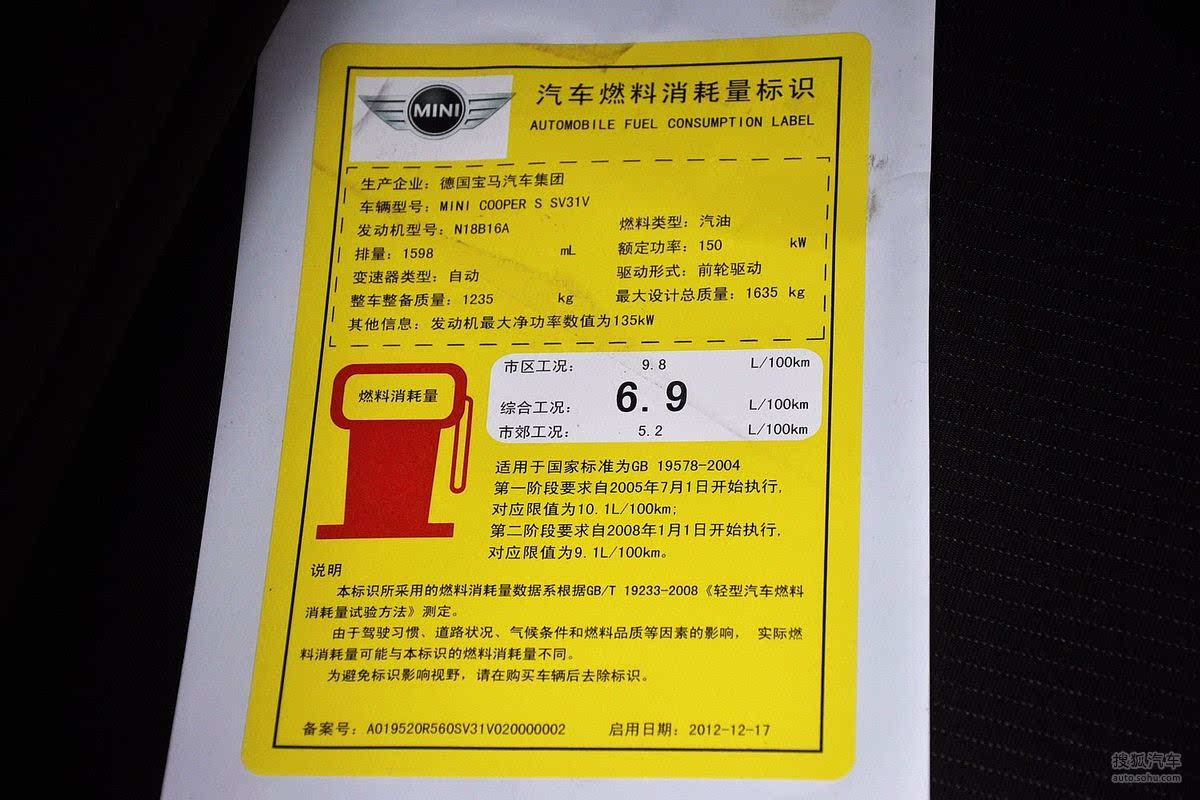 MINI
汽车燃料消耗量标识
AUTOMOBILE FUEL CONSUMPTION LABEL
生产企业: 德国宝马汽车集团
车辆型号: MINI COOPER S SV31V
发动机型号: N18B16A
燃料类型: 汽油
排量: 1598 mL
额定功率: 150 kW
变速器类型: 自动
驱动形式: 前轮驱动
整车整备质量: 1235 kg
最大设计总质量: 1635 kg
其他信息: 发动机最大净功率数值为135kW
燃料消耗量
市区工况: 9.8 L/100km
综合工况: 6.9 L/100km
市郊工况: 5.2 L/100km
适用于国家标准为GB 19578-2004
第一阶段要求自2005年7月1日开始执行,
对应限值为10.1L/100km;
第二阶段要求自2008年1月1日开始执行,
对应限值为9.1L/100km。
说明
本标识所采用的燃料消耗量数据系根据GB/T 19233-2008《轻型汽车燃料
消耗量试验方法》测定。
由于驾驶习惯、道路状况、气候条件和燃料品质等因素的影响, 实际燃
料消耗量可能与本标识的燃料消耗量不同。
为避免标识影响视野, 请在购买车辆后去除标识。
备案号: A019520R560SV31V020000002
启用日期: 2012-12-17
搜狐汽车
auto.sohu.com